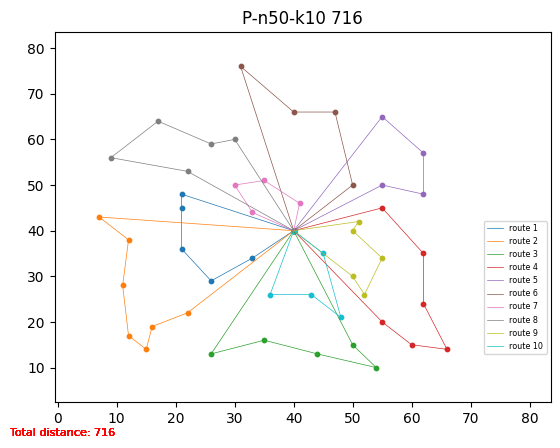 P-n50-k10 716
80
70
60
50
40
30
20
10
0 10 20 30 40 50 60 70 80
route 1
route 2
route 3
route 4
route 5
route 6
route 7
route 8
route 9
route 10
Total distance: 716